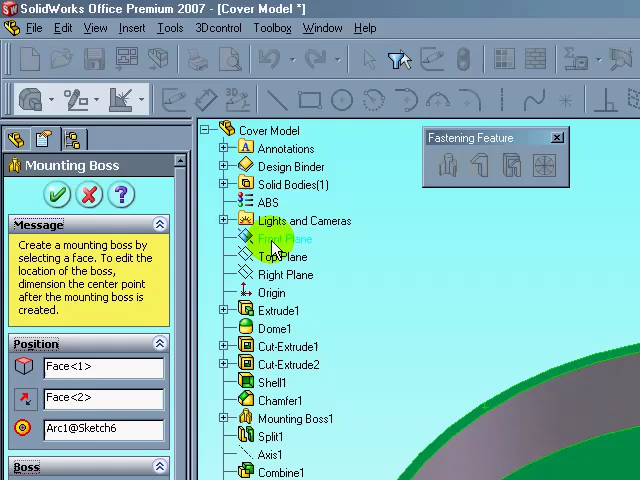 SolidWorks Office Premium 2007 - [Cover Model *]
File Edit View Insert Tools 3Dcontrol Toolbox Window Help
3D
Cover Model
Annotations
Design Binder
Solid Bodies(1)
ABS
Lights and Cameras
Front Plane
Top Plane
Right Plane
Origin
Extrude1
Dome1
Cut-Extrude1
Cut-Extrude2
Shell1
Chamfer1
Mounting Boss1
Split1
Axis1
Combine1
Fastening Feature
Mounting Boss
Message
Create a mounting boss by
selecting a face. To edit the
location of the boss,
dimension the center point
after the mounting boss is
created.
Position
Face<1>
Face<2>
Arc1@Sketch6
Boss